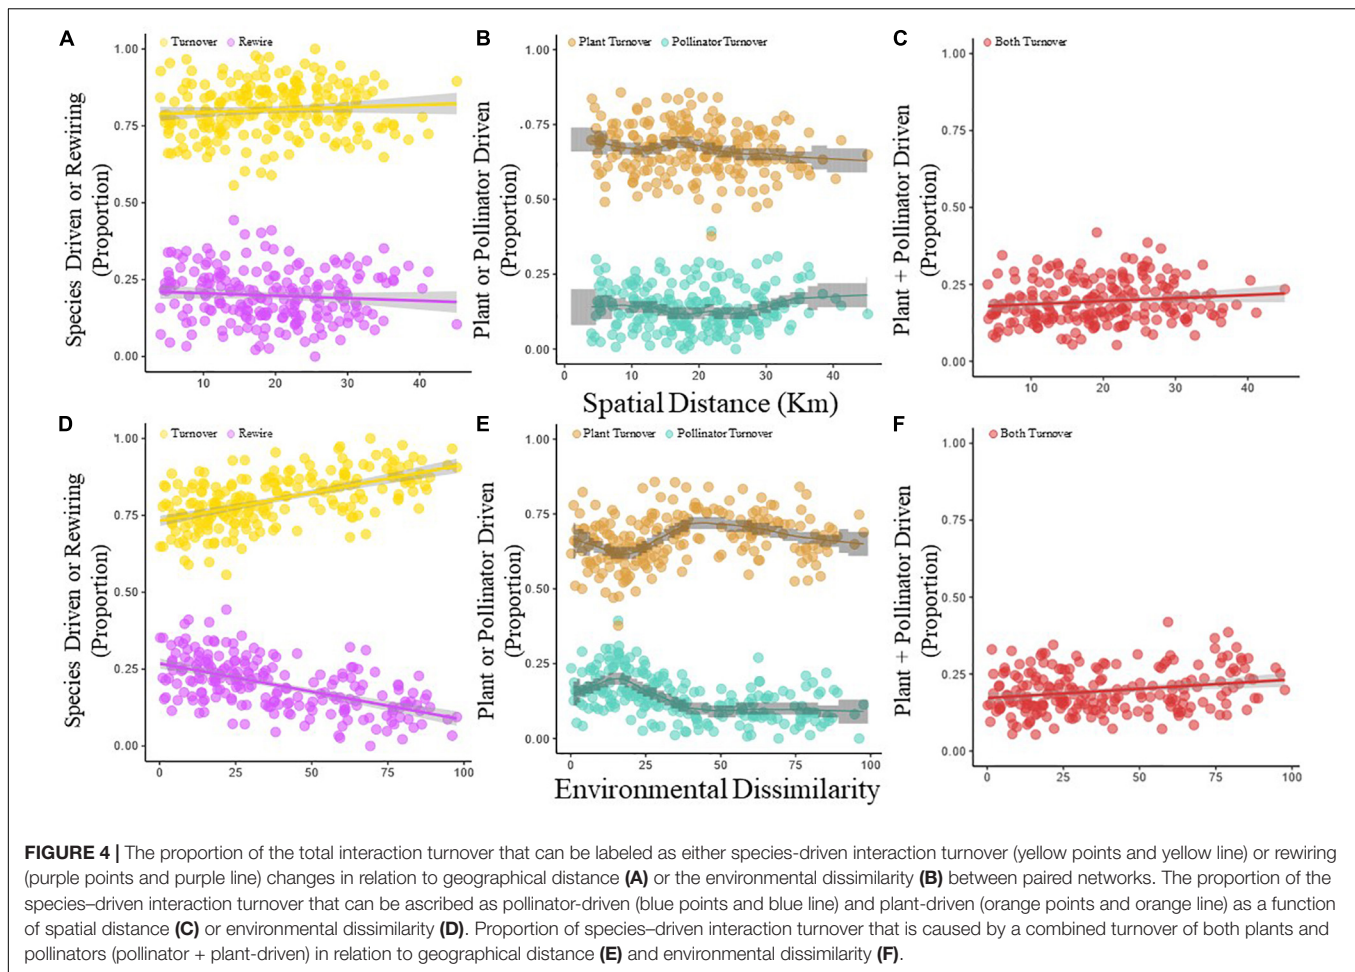 A
Turnover Rewire
1.00
0.75
0.50
0.25
0.00
Species Driven or Rewiring
(Proportion)
10 20 30 40
B
Plant Turnover Pollinator Turnover
1.00
0.75
0.50
0.25
0.00
Plant or Pollinator Driven
(Proportion)
0 10 20 30 40
C
Both Turnover
1.00
0.75
0.50
0.25
0.00
Plant + Pollinator Driven
(Proportion)
10 20 30 40
Spatial Distance (Km)
D
Turnover Rewire
1.00
0.75
0.50
0.25
0.00
Species Driven or Rewiring
(Proportion)
0 25 50 75 100
E
Plant Turnover Pollinator Turnover
1.00
0.75
0.50
0.25
0.00
Plant or Pollinator Driven
(Proportion)
0 25 50 75 100
F
Both Turnover
1.00
0.75
0.50
0.25
0.00
Plant + Pollinator Driven
(Proportion)
0 25 50 75 100
Environmental Dissimilarity
FIGURE 4 | The proportion of the total interaction turnover that can be labeled as either species-driven interaction turnover (yellow points and yellow line) or rewiring
(purple points and purple line) changes in relation to geographical distance (A) or the environmental dissimilarity (B) between paired networks. The proportion of the
species–driven interaction turnover that can be ascribed as pollinator-driven (blue points and blue line) and plant-driven (orange points and orange line) as a function
of spatial distance (C) or environmental dissimilarity (D). Proportion of species–driven interaction turnover that is caused by a combined turnover of both plants and
pollinators (pollinator + plant-driven) in relation to geographical distance (E) and environmental dissimilarity (F).